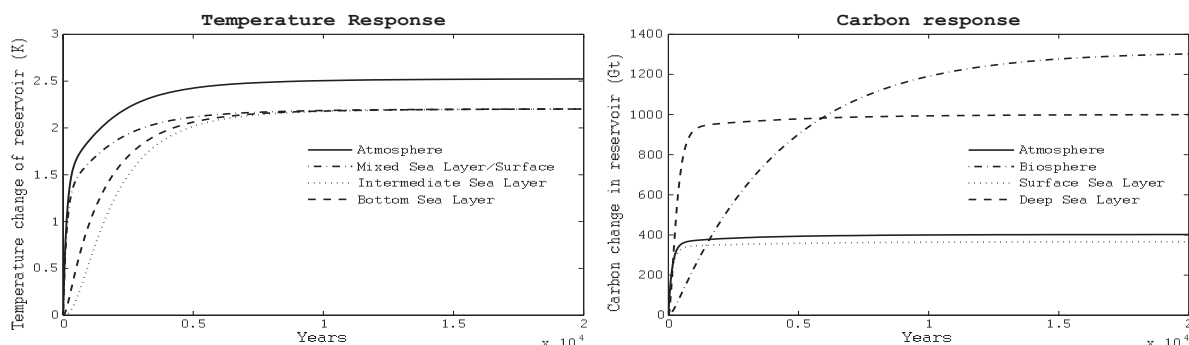 Temperature Response
Temperature change of reservoir (K)
3
2.5
2
1.5
1
0.5
0
Atmosphere
Mixed Sea Layer/Surface
Intermediate Sea Layer
Bottom Sea Layer
0
0.5
1
1.5
2
Years
x 10^4
Carbon response
Carbon change in reservoir (Gt)
1400
1200
1000
800
600
400
200
0
Atmosphere
Biosphere
Surface Sea Layer
Deep Sea Layer
0
0.5
1
1.5
2
Years
x 10^4